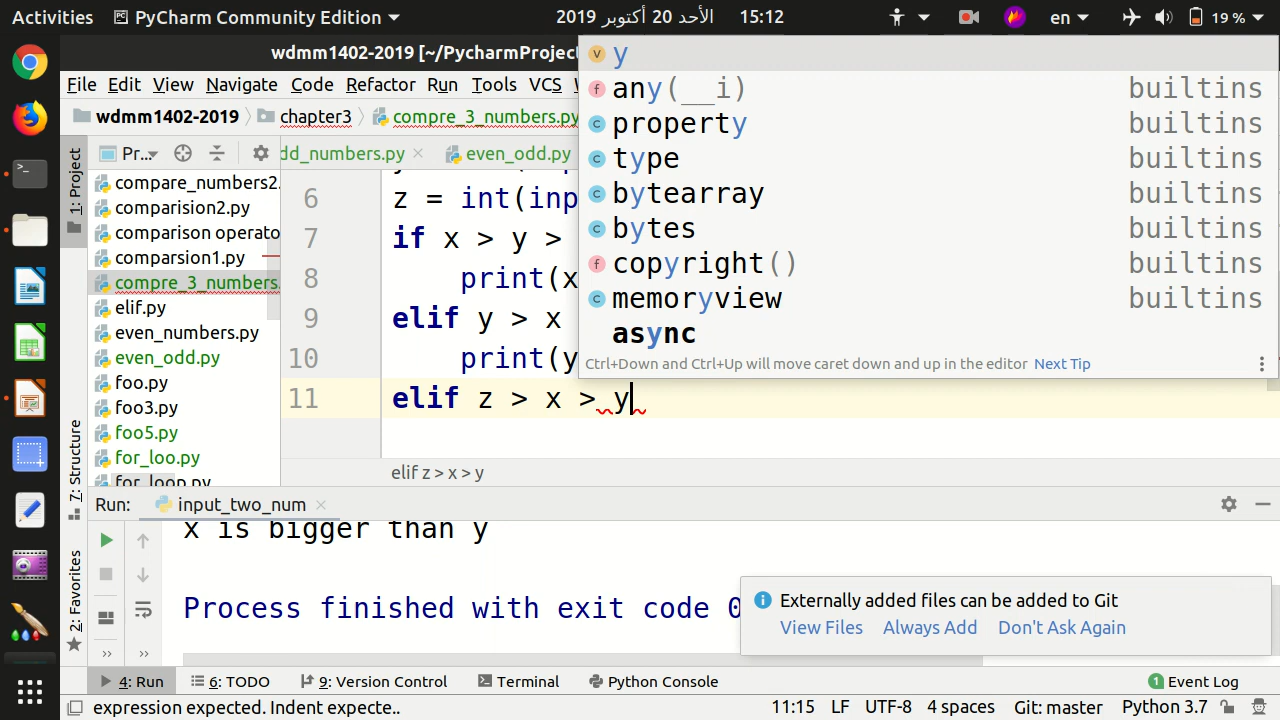 Activities PyCharm Community Edition الأحد 20 أكتوبر 2019 15:12 en 19 %
wdmm1402-2019 [~/PycharmProject
File Edit View Navigate Code Refactor Run Tools VCS
wdmm1402-2019 chapter3 compre_3_numbers.py
1: Project
Pr... dd_numbers.py even_odd.py
compare_numbers2.
comparision2.py
comparison operato
comparsion1.py
compre_3_numbers.
elif.py
even_numbers.py
even_odd.py
foo.py
foo3.py
foo5.py
for_loo.py
for_loop.py
6 z = int(inp
7 if x > y >
8 print(x
9 elif y > x
10 print(y
11 elif z > x > y
y
any(__i) builtins
property builtins
type builtins
bytearray builtins
bytes builtins
copyright() builtins
memoryview builtins
async
Ctrl+Down and Ctrl+Up will move caret down and up in the editor Next Tip
elif z > x > y
7: Structure
2: Favorites
Run: input_two_num
x is bigger than y
Process finished with exit code 0
Externally added files can be added to Git
View Files Always Add Don't Ask Again
4: Run 6: TODO 9: Version Control Terminal Python Console 1 Event Log
expression expected. Indent expecte.. 11:15 LF UTF-8 4 spaces Git: master Python 3.7